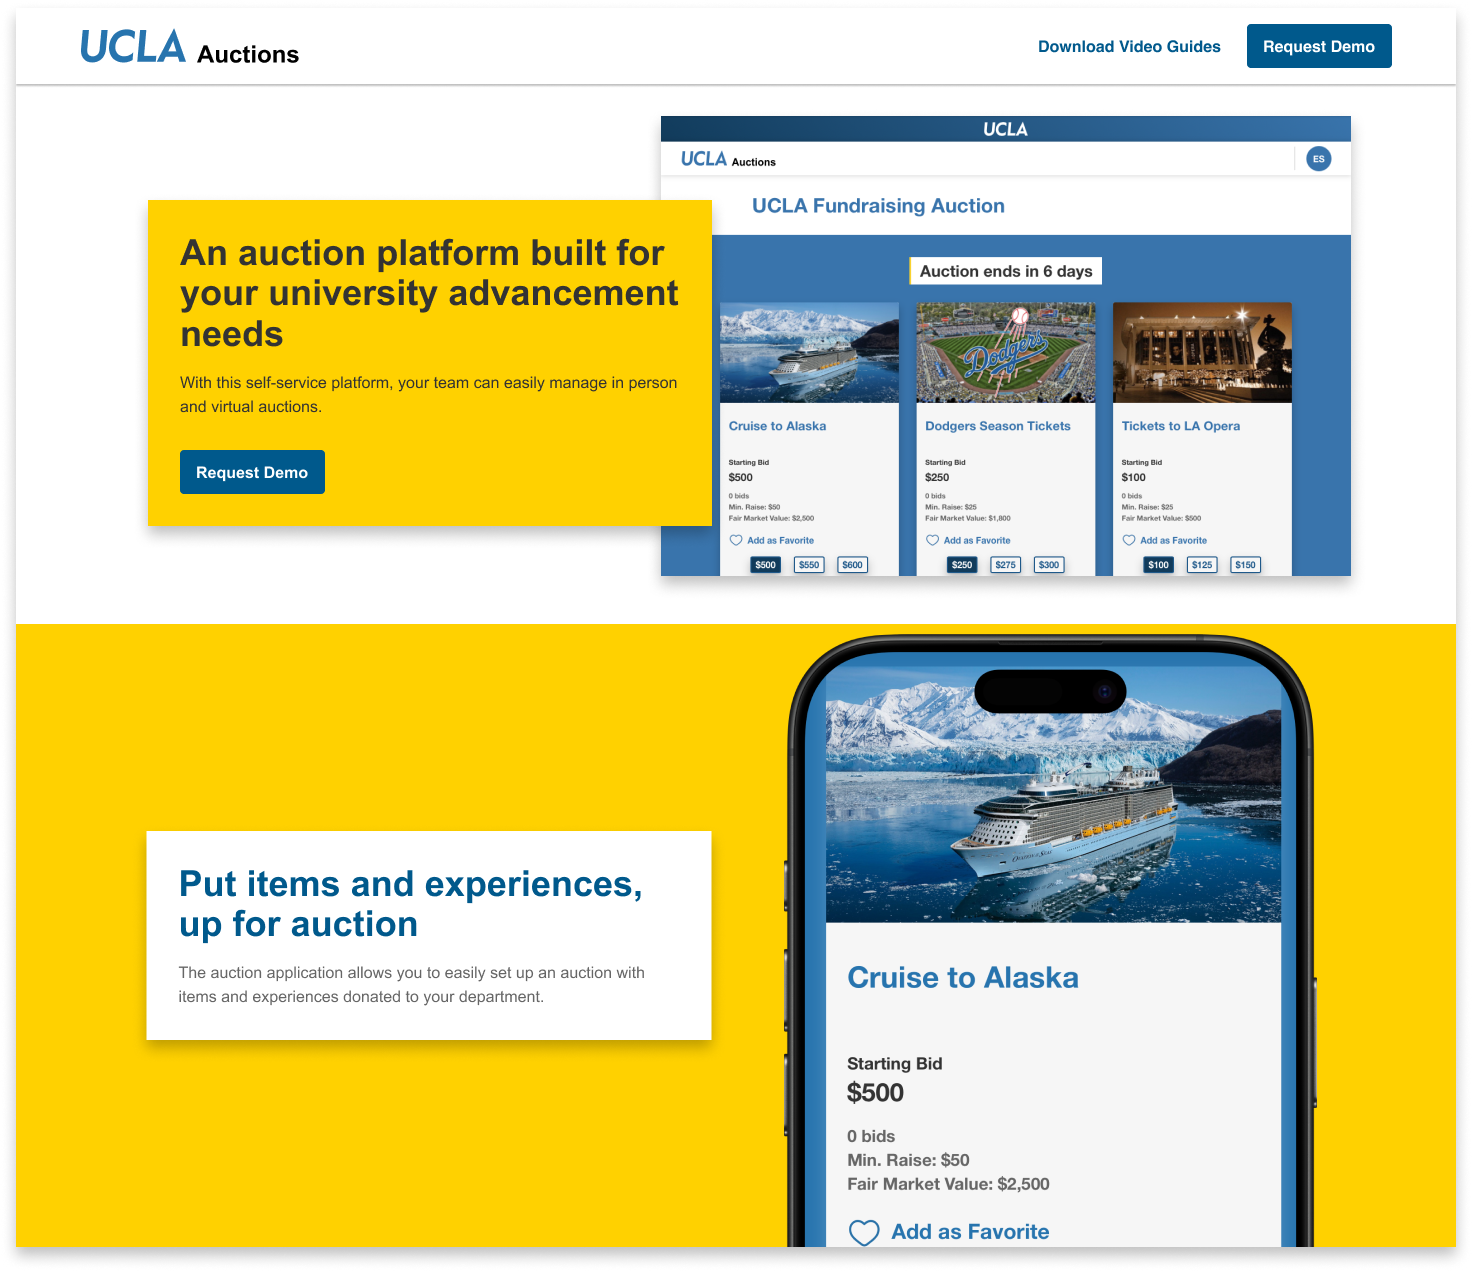 UCLA Auctions
Download Video Guides
Request Demo
An auction platform built for
your university advancement
needs
With this self-service platform, your team can easily manage in person
and virtual auctions.
Request Demo
UCLA
UCLA Auctions
ES
UCLA Fundraising Auction
Auction ends in 6 days
Cruise to Alaska
Starting Bid
$500
0 bids
Min. Raise: $50
Fair Market Value: $2,500
Add as Favorite
$500 $550 $600
Dodgers
Dodgers Season Tickets
Starting Bid
$250
0 bids
Min. Raise: $25
Fair Market Value: $1,800
Add as Favorite
$250 $275 $300
Tickets to LA Opera
Starting Bid
$100
0 bids
Min. Raise: $25
Fair Market Value: $500
Add as Favorite
$100 $125 $150
Put items and experiences,
up for auction
The auction application allows you to easily set up an auction with
items and experiences donated to your department.
Cruise to Alaska
Starting Bid
$500
0 bids
Min. Raise: $50
Fair Market Value: $2,500
Add as Favorite